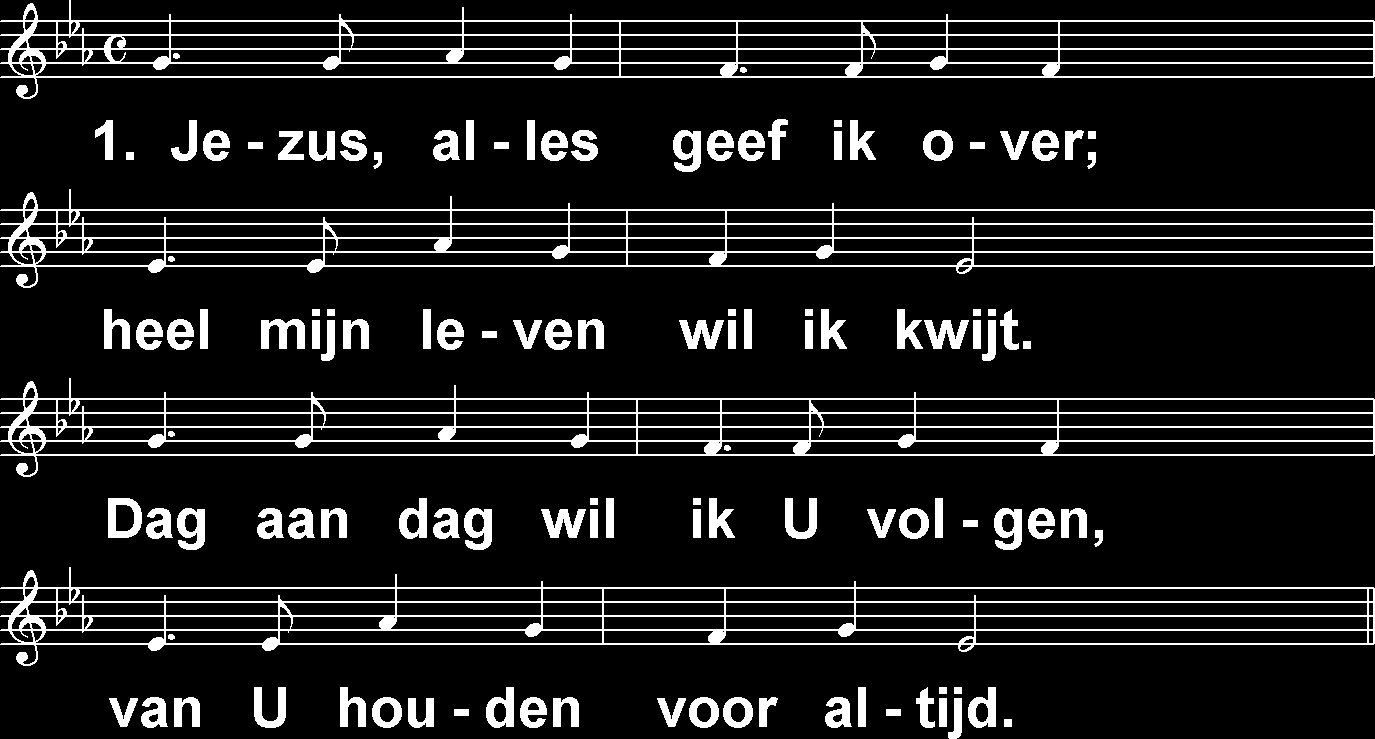 1. Je - zus, al - les geef ik o - ver;
heel mijn le - ven wil ik kwijt.
Dag aan dag wil ik U vol - gen,
van U hou - den voor al - tijd.